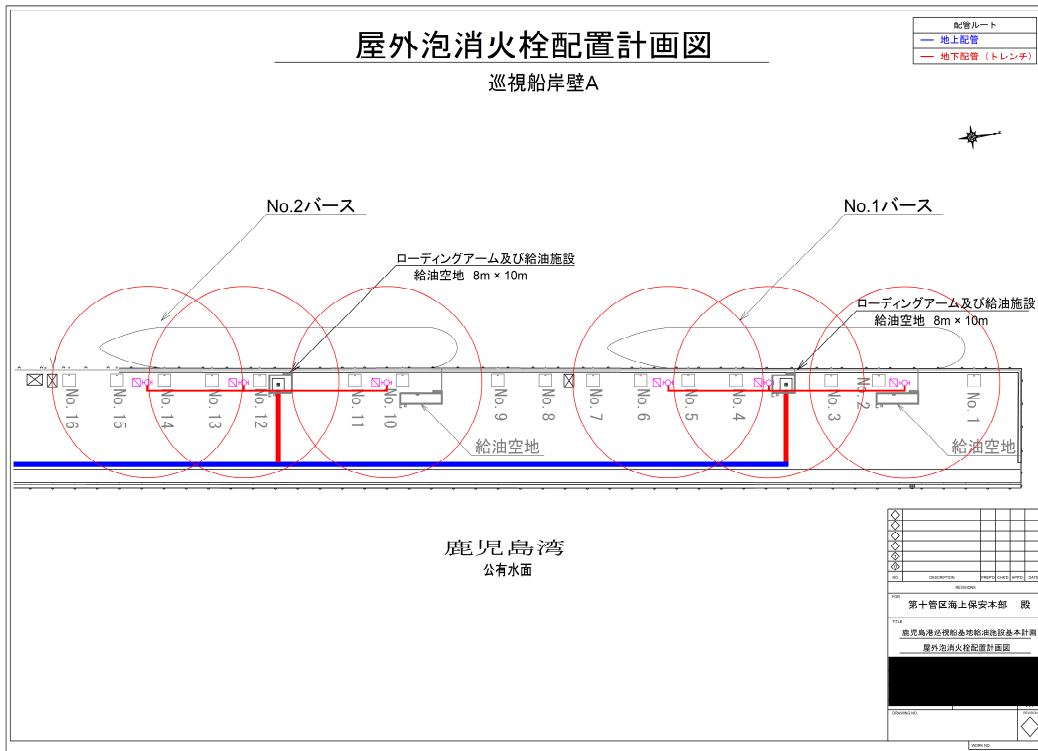 屋外泡消火栓配置計画図
巡視船岸壁A
配管ルート
地上配管
地下配管（トレンチ）
No.2バース
No.1バース
ローディングアーム及び給油施設
給油空地 8m × 10m
ローディングアーム及び給油施設
給油空地 8m × 10m
No. 16
No. 15
No. 14
No. 13
No. 12
No. 11
No. 10
No. 9
No. 8
No. 7
No. 6
No. 5
No. 4
No. 3
No. 2
No. 1
給油空地
給油空地
鹿児島湾
公有水面
NO.
DESCRIPTION
PREP'D
CHK'D
APP'D
DATE
REVISIONS
FOR
第十管区海上保安本部 殿
TITLE
鹿児島港巡視船基地給油施設基本計画
屋外泡消火栓配置計画図
DRAWING NO.
REVISION
WORK NO.